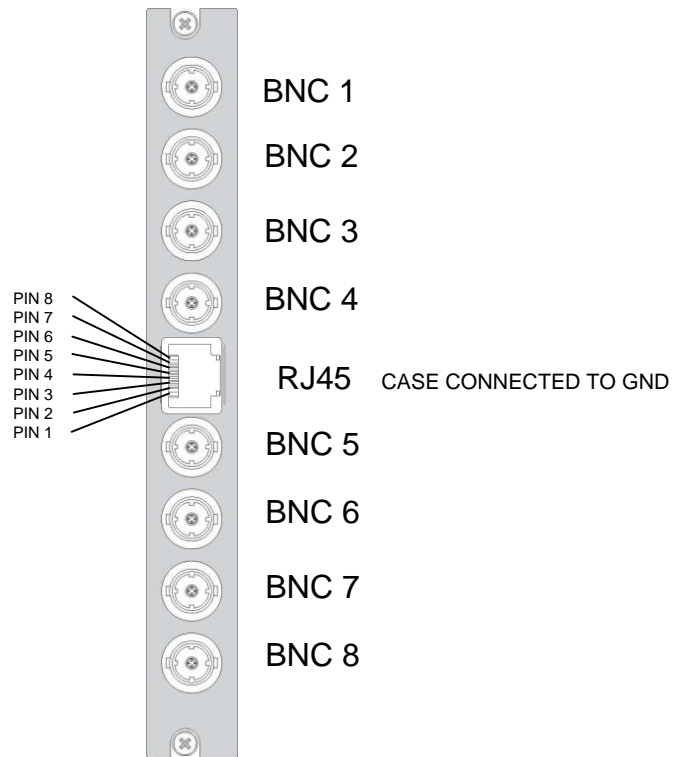 BNC 1
BNC 2
BNC 3
BNC 4
PIN 8
PIN 7
PIN 6
PIN 5
PIN 4
PIN 3
PIN 2
PIN 1
RJ45 CASE CONNECTED TO GND
BNC 5
BNC 6
BNC 7
BNC 8